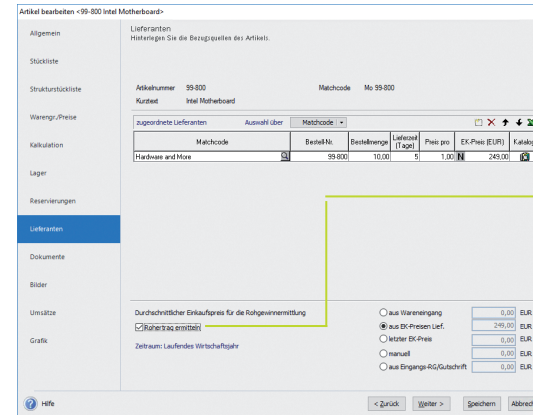 Artikel bearbeiten <99-800 Intel Motherboard>
Allgemein
Stückliste
Strukturstückliste
Warengr./Preise
Kalkulation
Lager
Reservierungen
Lieferanten
Dokumente
Bilder
Umsätze
Grafik
Hilfe
Lieferanten
Hinterlegen Sie die Bezugsquellen des Artikels.
Artikelnummer 99-800 Matchcode Mo 99-800
Kurztext Intel Motherboard
zugeordnete Lieferanten Auswahl über Matchcode
Matchcode Bestell-Nr. Bestellmenge Lieferzeit (Tage) Preis pro EK-Preis (EUR) Katalog
Hardware and More 99-800 10,00 5 1,00 N 249,00
Durchschnittlicher Einkaufspreis für die Rohgewinnermittlung
Rohertrag ermitteln
Zeitraum: Laufendes Wirtschaftsjahr
aus Wareneingang 0,00 EUR
aus EK-Preisen Lief. 249,00 EUR
letzter EK-Preis 0,00 EUR
manuell 0,00 EUR
aus Eingangs-RG/Gutschrift 0,00 EUR
< Zurück Weiter > Speichern Abbrech